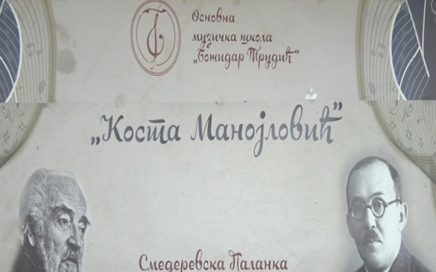 Основна
музичка школа
„Божидар Трудић"
„Коста Манојловић"
Смедеревска Паланка